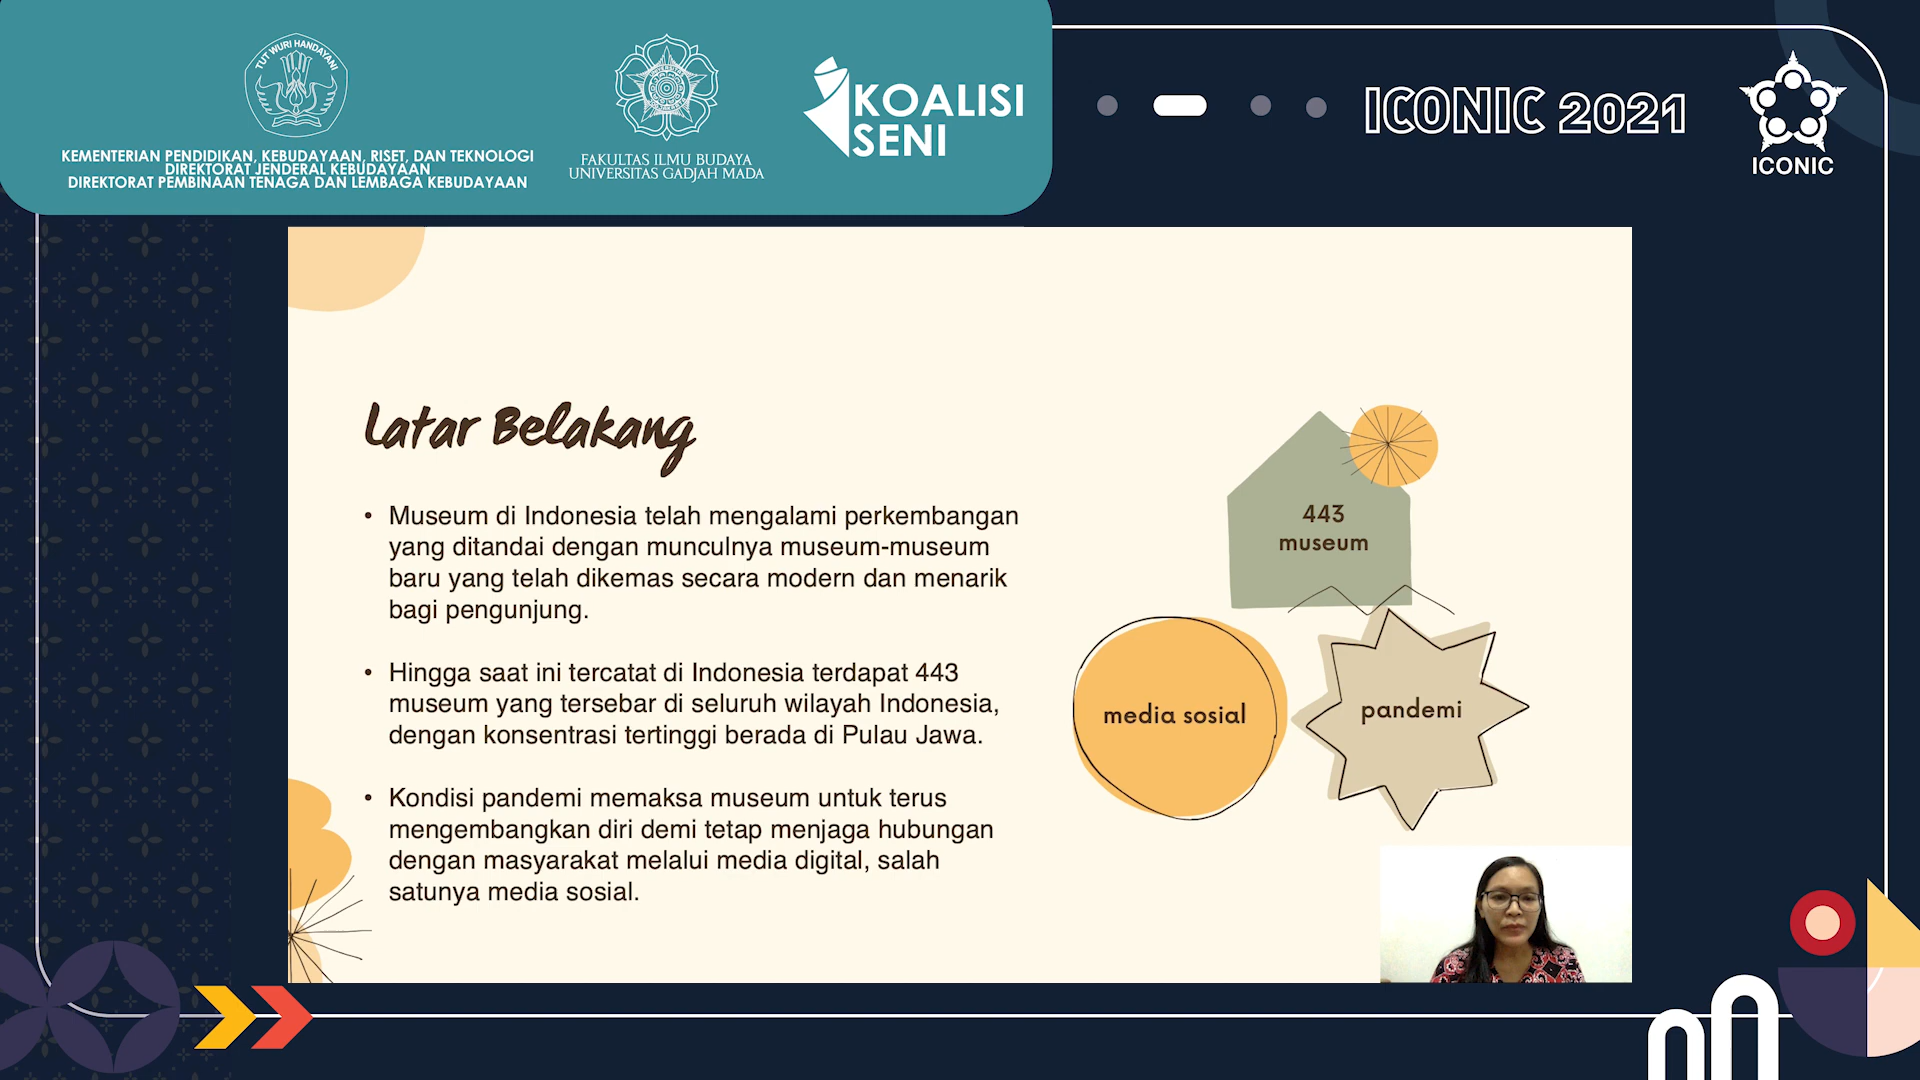 TUT WURI HANDAYANI
KEMENTERIAN PENDIDIKAN, KEBUDAYAAN, RISET, DAN TEKNOLOGI
DIREKTORAT JENDERAL KEBUDAYAAN
DIREKTORAT PEMBINAAN TENAGA DAN LEMBAGA KEBUDAYAAN
FAKULTAS ILMU BUDAYA
UNIVERSITAS GADJAH MADA
KOALISI
SENI
ICONIC 2021
ICONIC
Latar Belakang
• Museum di Indonesia telah mengalami perkembangan
yang ditandai dengan munculnya museum-museum
baru yang telah dikemas secara modern dan menarik
bagi pengunjung.
• Hingga saat ini tercatat di Indonesia terdapat 443
museum yang tersebar di seluruh wilayah Indonesia,
dengan konsentrasi tertinggi berada di Pulau Jawa.
• Kondisi pandemi memaksa museum untuk terus
mengembangkan diri demi tetap menjaga hubungan
dengan masyarakat melalui media digital, salah
satunya media sosial.
443
museum
media sosial
pandemi